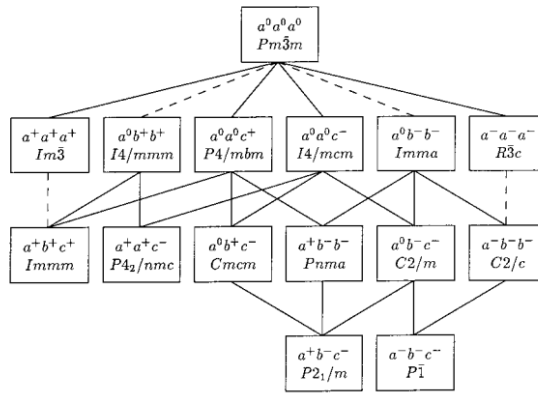 a⁰a⁰a⁰
Pm3̄m
a⁺a⁺a⁺
Im3̄
a⁰b⁺b⁺
I4/mmm
a⁰a⁰c⁺
P4/mbm
a⁰a⁰c⁻
I4/mcm
a⁰b⁻b⁻
Imma
a⁻a⁻a⁻
R3̄c
a⁺b⁺c⁺
Immm
a⁺a⁺c⁻
P4₂/nmc
a⁰b⁺c⁻
Cmcm
a⁺b⁻b⁻
Pnma
a⁰b⁻c⁻
C2/m
a⁻b⁻b⁻
C2/c
a⁺b⁻c⁻
P2₁/m
a⁻b⁻c⁻
P1̄